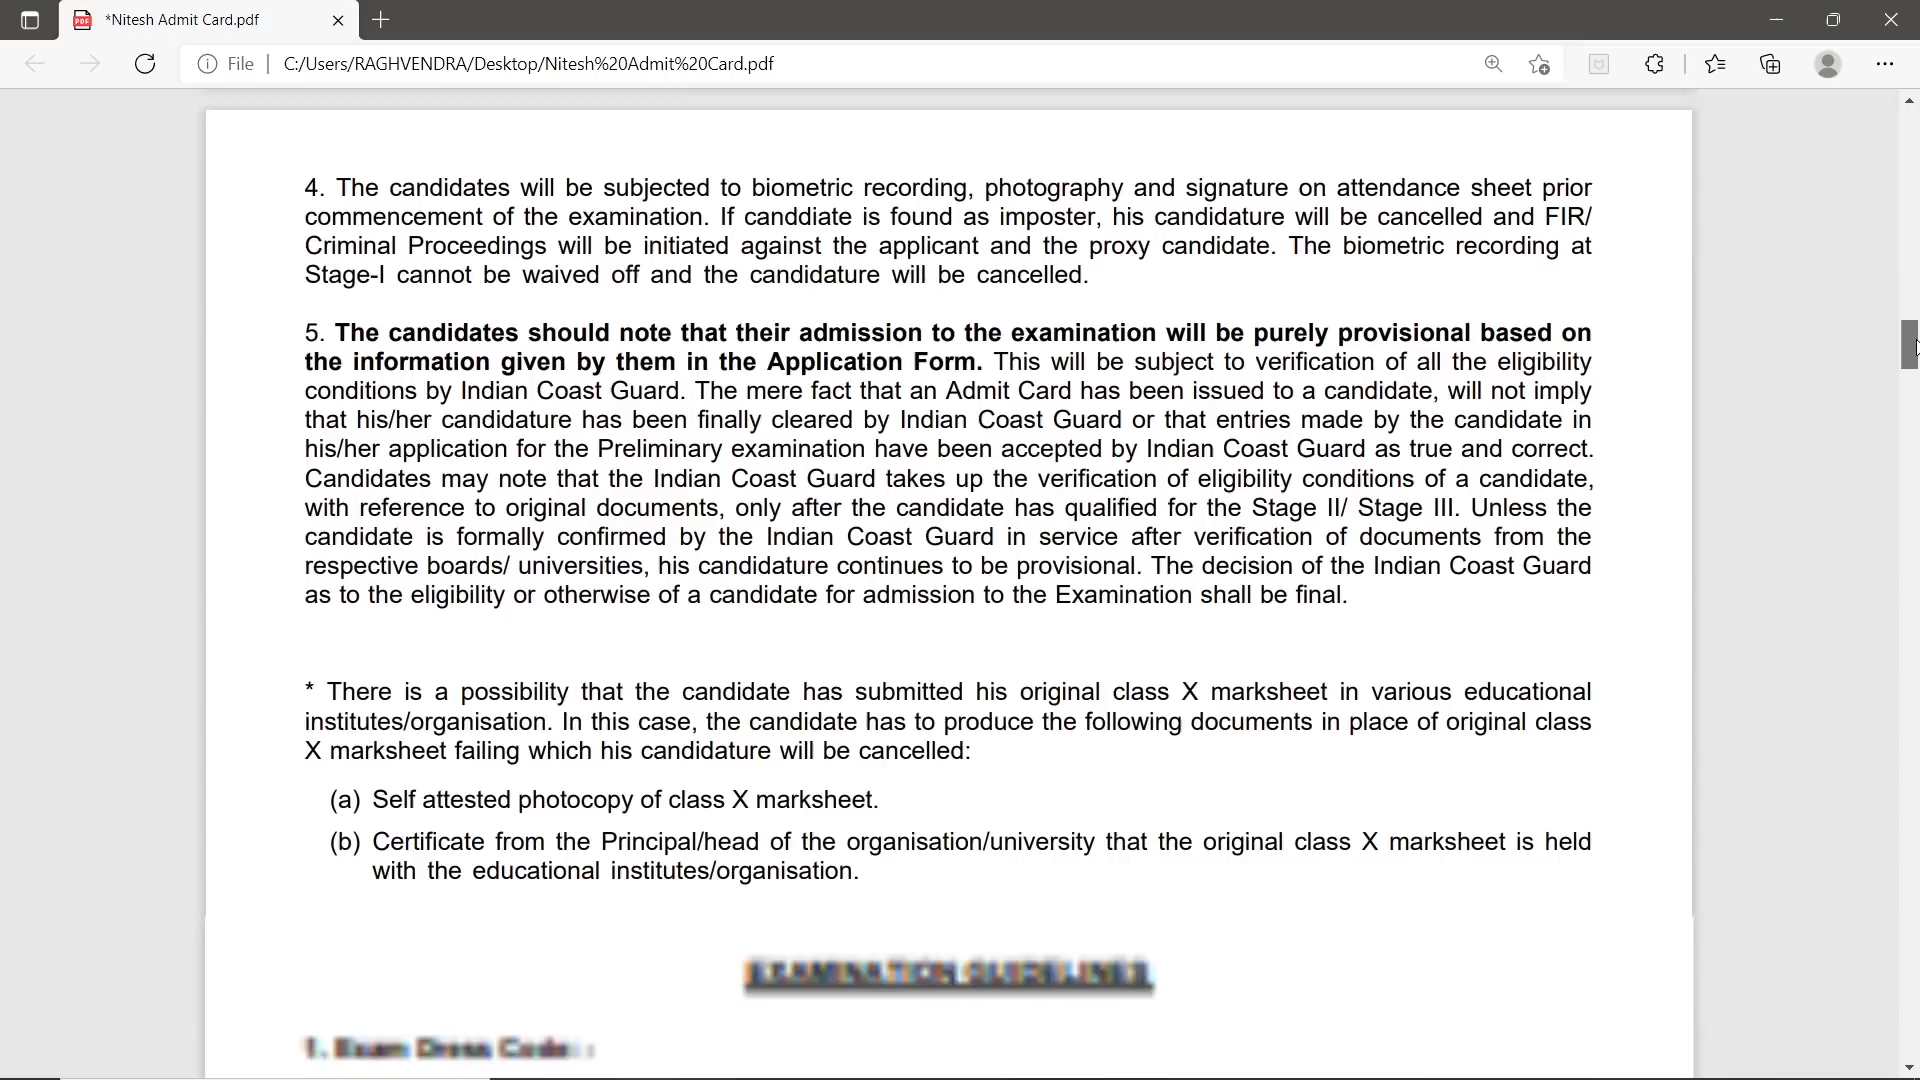 *Nitesh Admit Card.pdf
File
C:/Users/RAGHVENDRA/Desktop/Nitesh%20Admit%20Card.pdf
4. The candidates will be subjected to biometric recording, photography and signature on attendance sheet prior
commencement of the examination. If canddiate is found as imposter, his candidature will be cancelled and FIR/
Criminal Proceedings will be initiated against the applicant and the proxy candidate. The biometric recording at
Stage-I cannot be waived off and the candidature will be cancelled.
5. The candidates should note that their admission to the examination will be purely provisional based on
the information given by them in the Application Form. This will be subject to verification of all the eligibility
conditions by Indian Coast Guard. The mere fact that an Admit Card has been issued to a candidate, will not imply
that his/her candidature has been finally cleared by Indian Coast Guard or that entries made by the candidate in
his/her application for the Preliminary examination have been accepted by Indian Coast Guard as true and correct.
Candidates may note that the Indian Coast Guard takes up the verification of eligibility conditions of a candidate,
with reference to original documents, only after the candidate has qualified for the Stage II/ Stage III. Unless the
candidate is formally confirmed by the Indian Coast Guard in service after verification of documents from the
respective boards/ universities, his candidature continues to be provisional. The decision of the Indian Coast Guard
as to the eligibility or otherwise of a candidate for admission to the Examination shall be final.
* There is a possibility that the candidate has submitted his original class X marksheet in various educational
institutes/organisation. In this case, the candidate has to produce the following documents in place of original class
X marksheet failing which his candidature will be cancelled:
(a) Self attested photocopy of class X marksheet.
(b) Certificate from the Principal/head of the organisation/university that the original class X marksheet is held
with the educational institutes/organisation.
EXAMINATION GUIDELINES
1. Exam Dress Code: :